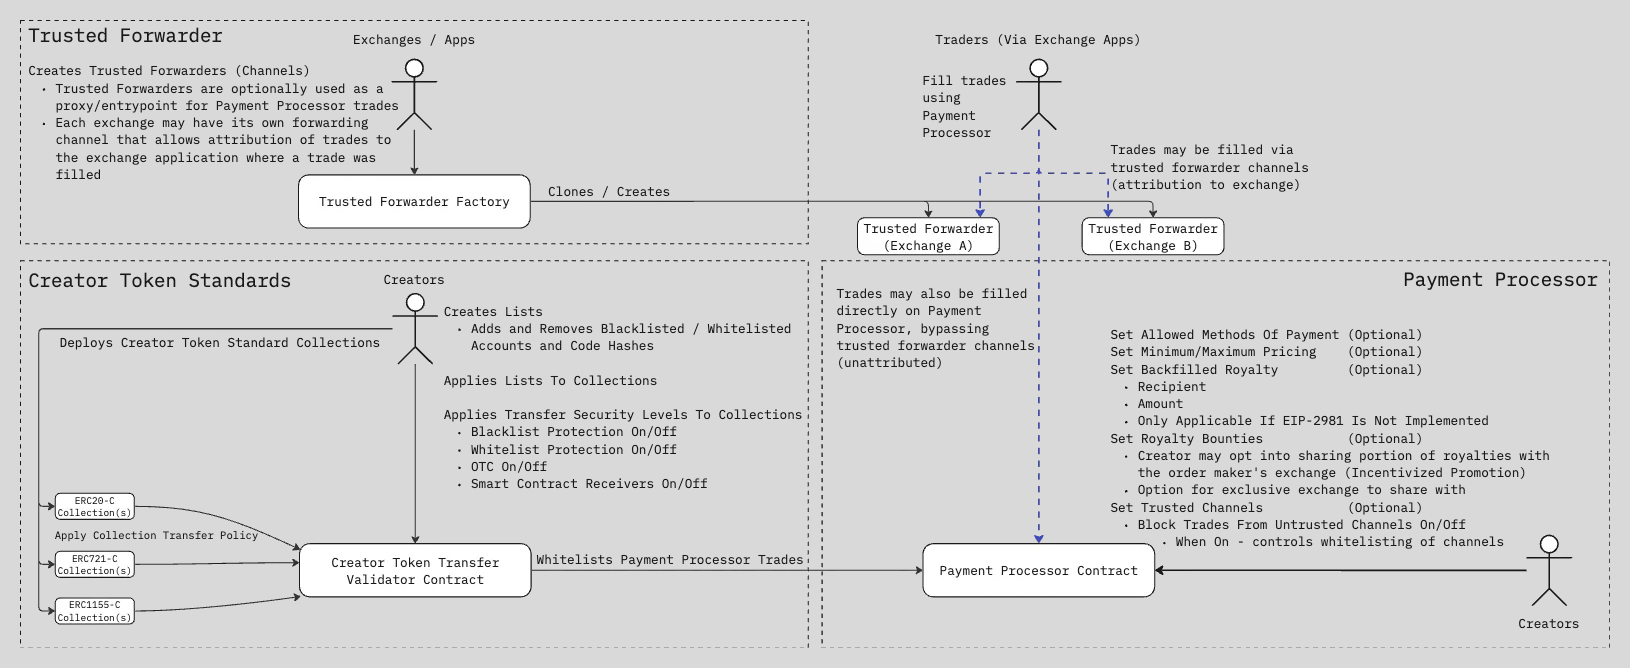 Trusted Forwarder
Exchanges / Apps
Creates Trusted Forwarders (Channels)
• Trusted Forwarders are optionally used as a
proxy/entrypoint for Payment Processor trades
• Each exchange may have its own forwarding
channel that allows attribution of trades to
the exchange application where a trade was
filled
Trusted Forwarder Factory
Clones / Creates
Traders (Via Exchange Apps)
Fill trades
using
Payment
Processor
Trades may be filled via
trusted forwarder channels
(attribution to exchange)
Trusted Forwarder
(Exchange A)
Trusted Forwarder
(Exchange B)
Creator Token Standards
Creators
Creates Lists
• Adds and Removes Blacklisted / Whitelisted
Accounts and Code Hashes
Deploys Creator Token Standard Collections
Applies Lists To Collections
Applies Transfer Security Levels To Collections
• Blacklist Protection On/Off
• Whitelist Protection On/Off
• OTC On/Off
• Smart Contract Receivers On/Off
ERC20-C
Collection(s)
Apply Collection Transfer Policy
ERC721-C
Collection(s)
ERC1155-C
Collection(s)
Creator Token Transfer
Validator Contract
Whitelists Payment Processor Trades
Payment Processor
Trades may also be filled
directly on Payment
Processor, bypassing
trusted forwarder channels
(unattributed)
Set Allowed Methods Of Payment (Optional)
Set Minimum/Maximum Pricing (Optional)
Set Backfilled Royalty (Optional)
• Recipient
• Amount
• Only Applicable If EIP-2981 Is Not Implemented
Set Royalty Bounties (Optional)
• Creator may opt into sharing portion of royalties with
the order maker's exchange (Incentivized Promotion)
• Option for exclusive exchange to share with
Set Trusted Channels (Optional)
• Block Trades From Untrusted Channels On/Off
• When On - controls whitelisting of channels
Payment Processor Contract
Creators